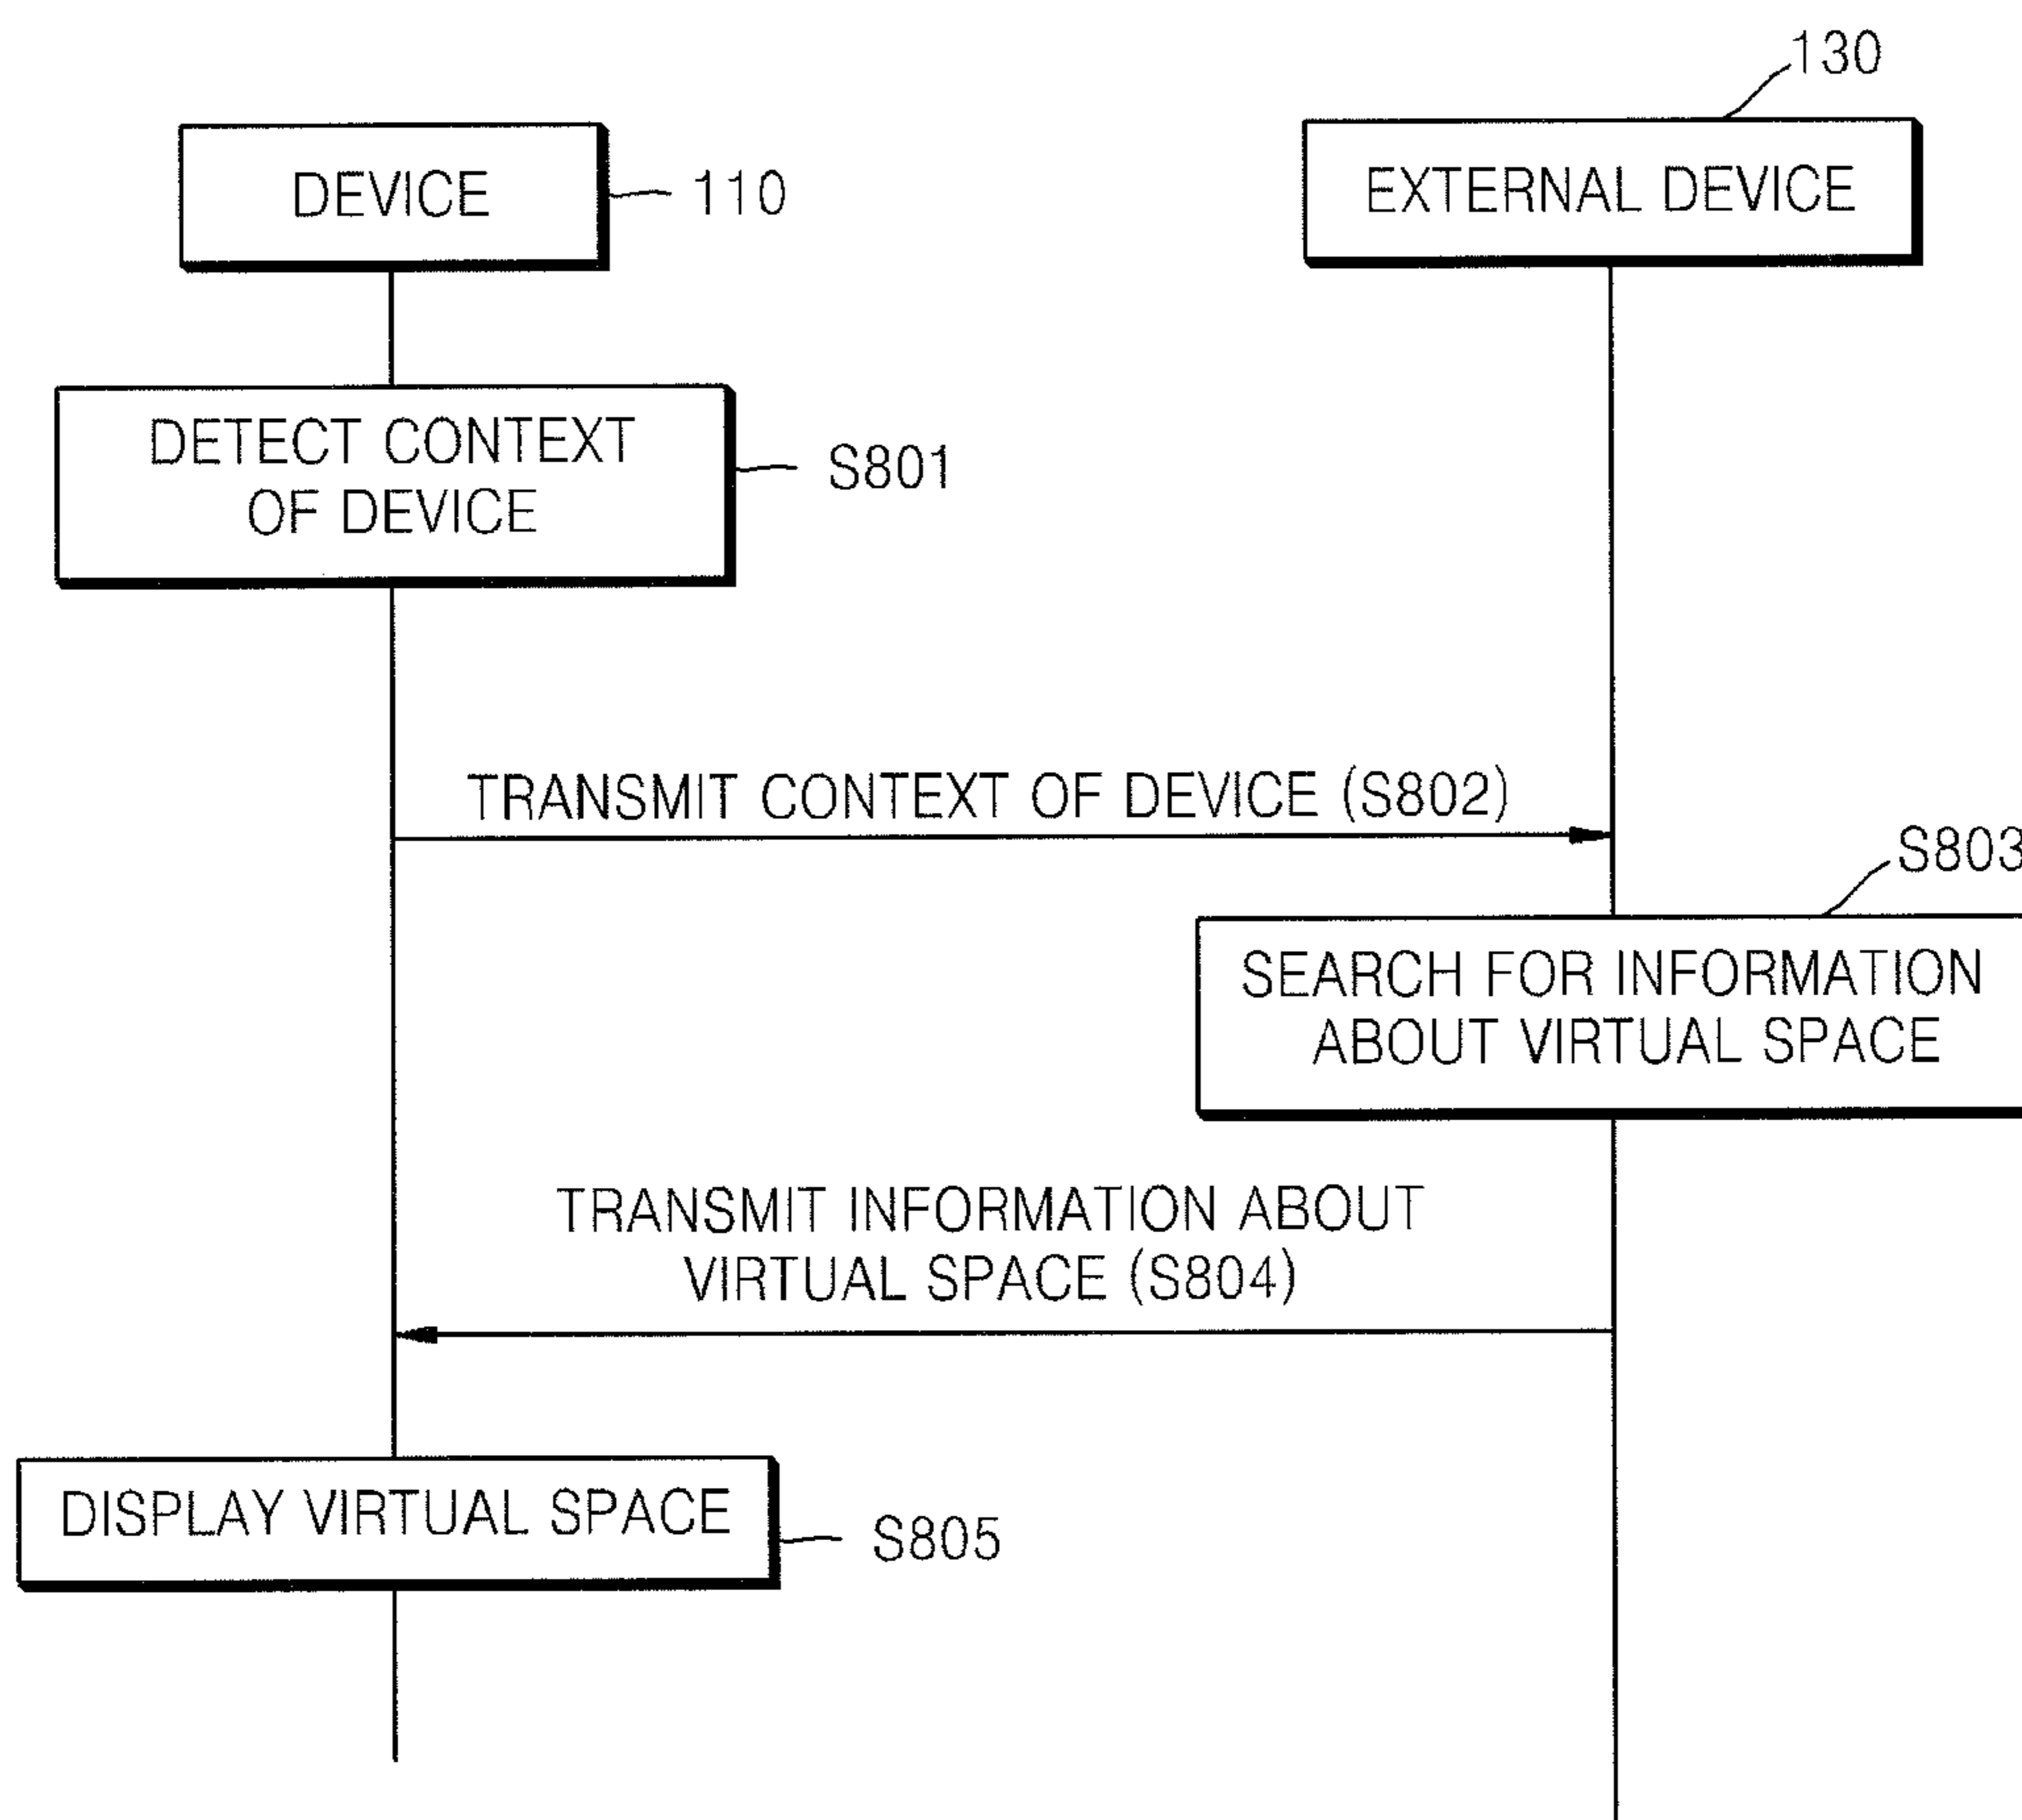 130
DEVICE
110
EXTERNAL DEVICE
DETECT CONTEXT
OF DEVICE
S801
TRANSMIT CONTEXT OF DEVICE (S802)
S803
SEARCH FOR INFORMATION
ABOUT VIRTUAL SPACE
TRANSMIT INFORMATION ABOUT
VIRTUAL SPACE (S804)
DISPLAY VIRTUAL SPACE
S805